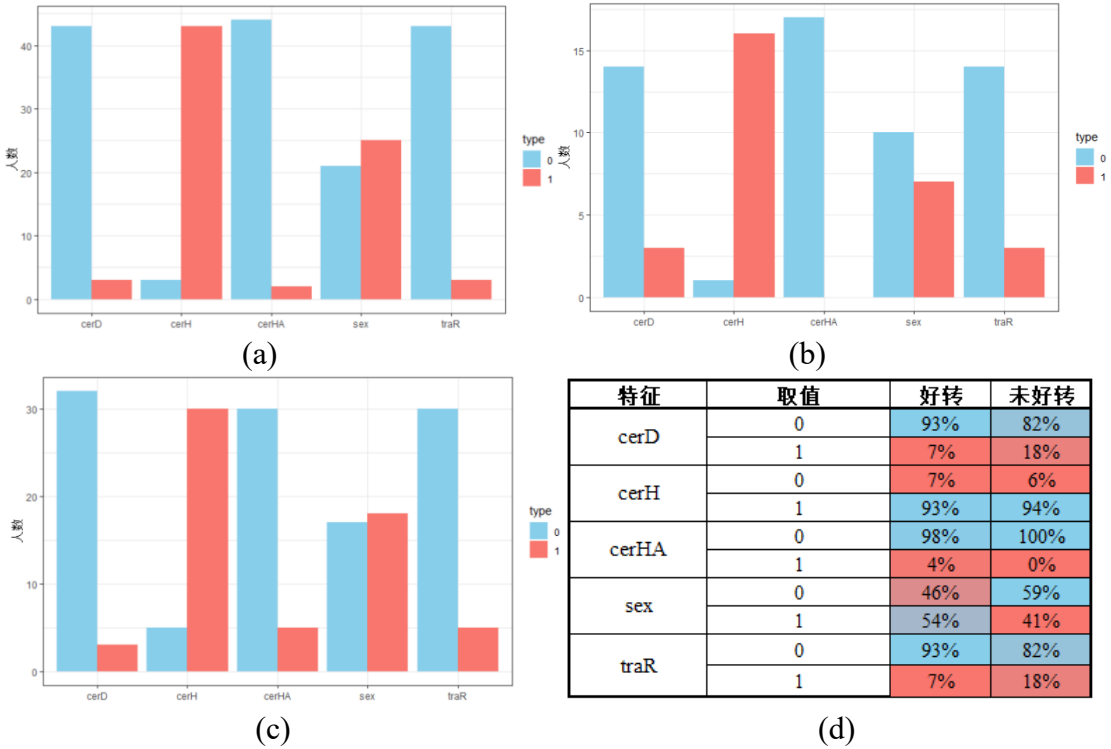 40
30
20
10
0
人数
cerD cerH cerHA sex traR
type
0
1
(a)
15
10
5
0
人数
cerD cerH cerHA sex traR
type
0
1
(b)
30
20
10
0
人数
cerD cerH cerHA sex traR
type
0
1
(c)
特征 取值 好转 未好转
cerD 0 93% 82%
1 7% 18%
cerH 0 7% 6%
1 93% 94%
cerHA 0 98% 100%
1 4% 0%
sex 0 46% 59%
1 54% 41%
traR 0 93% 82%
1 7% 18%
(d)